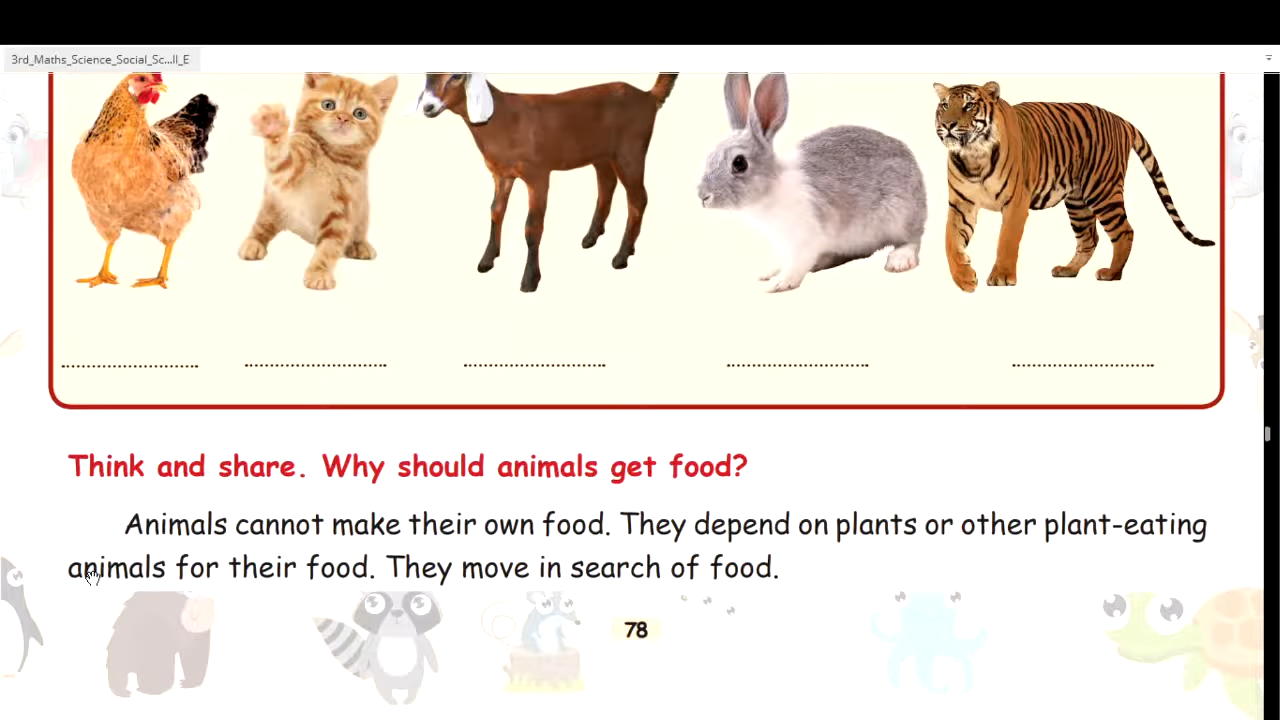 3rd_Maths_Science_Social_Sc...ll_E
Think and share. Why should animals get food?
Animals cannot make their own food. They depend on plants or other plant-eating
animals for their food. They move in search of food.
78